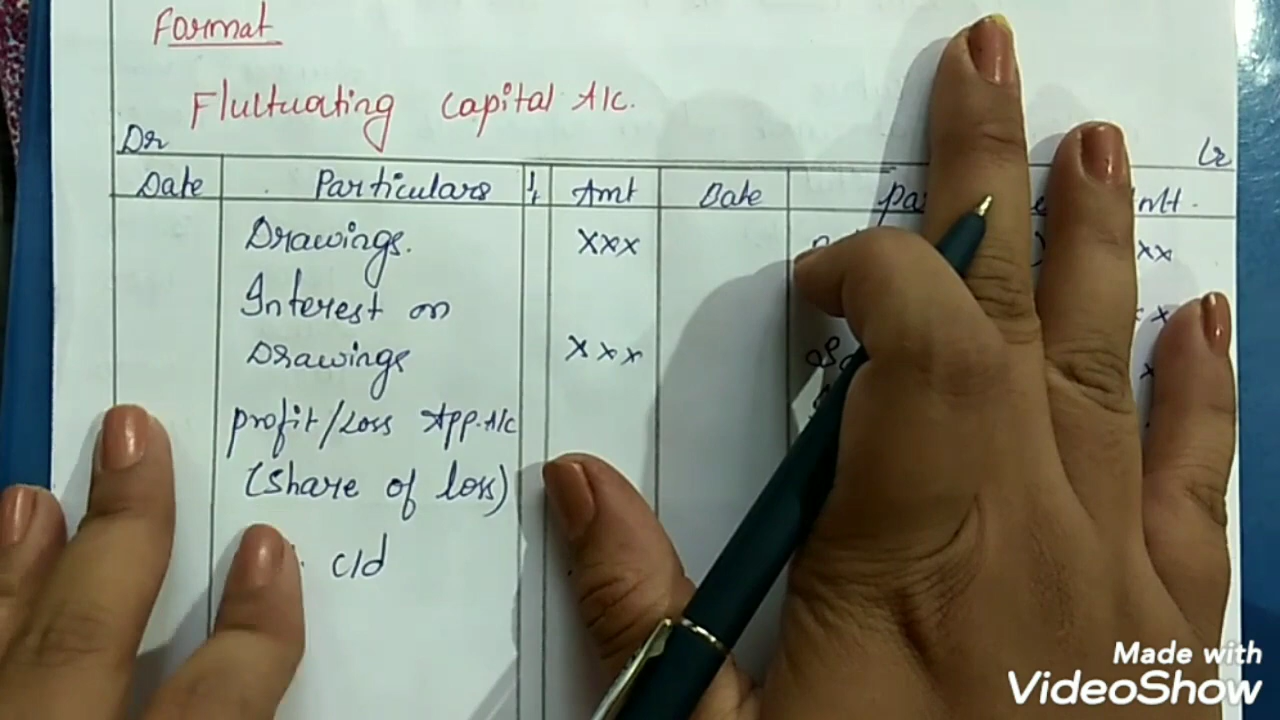 Format
Fluctuating Capital A/c.
Dr Cr
Date Particulars J.F Amt Date
Drawings. xxx
Interest on
Drawings xxx
profit/Loss App.A/c
(Share of loss)
c/d
Made with
VideoShow